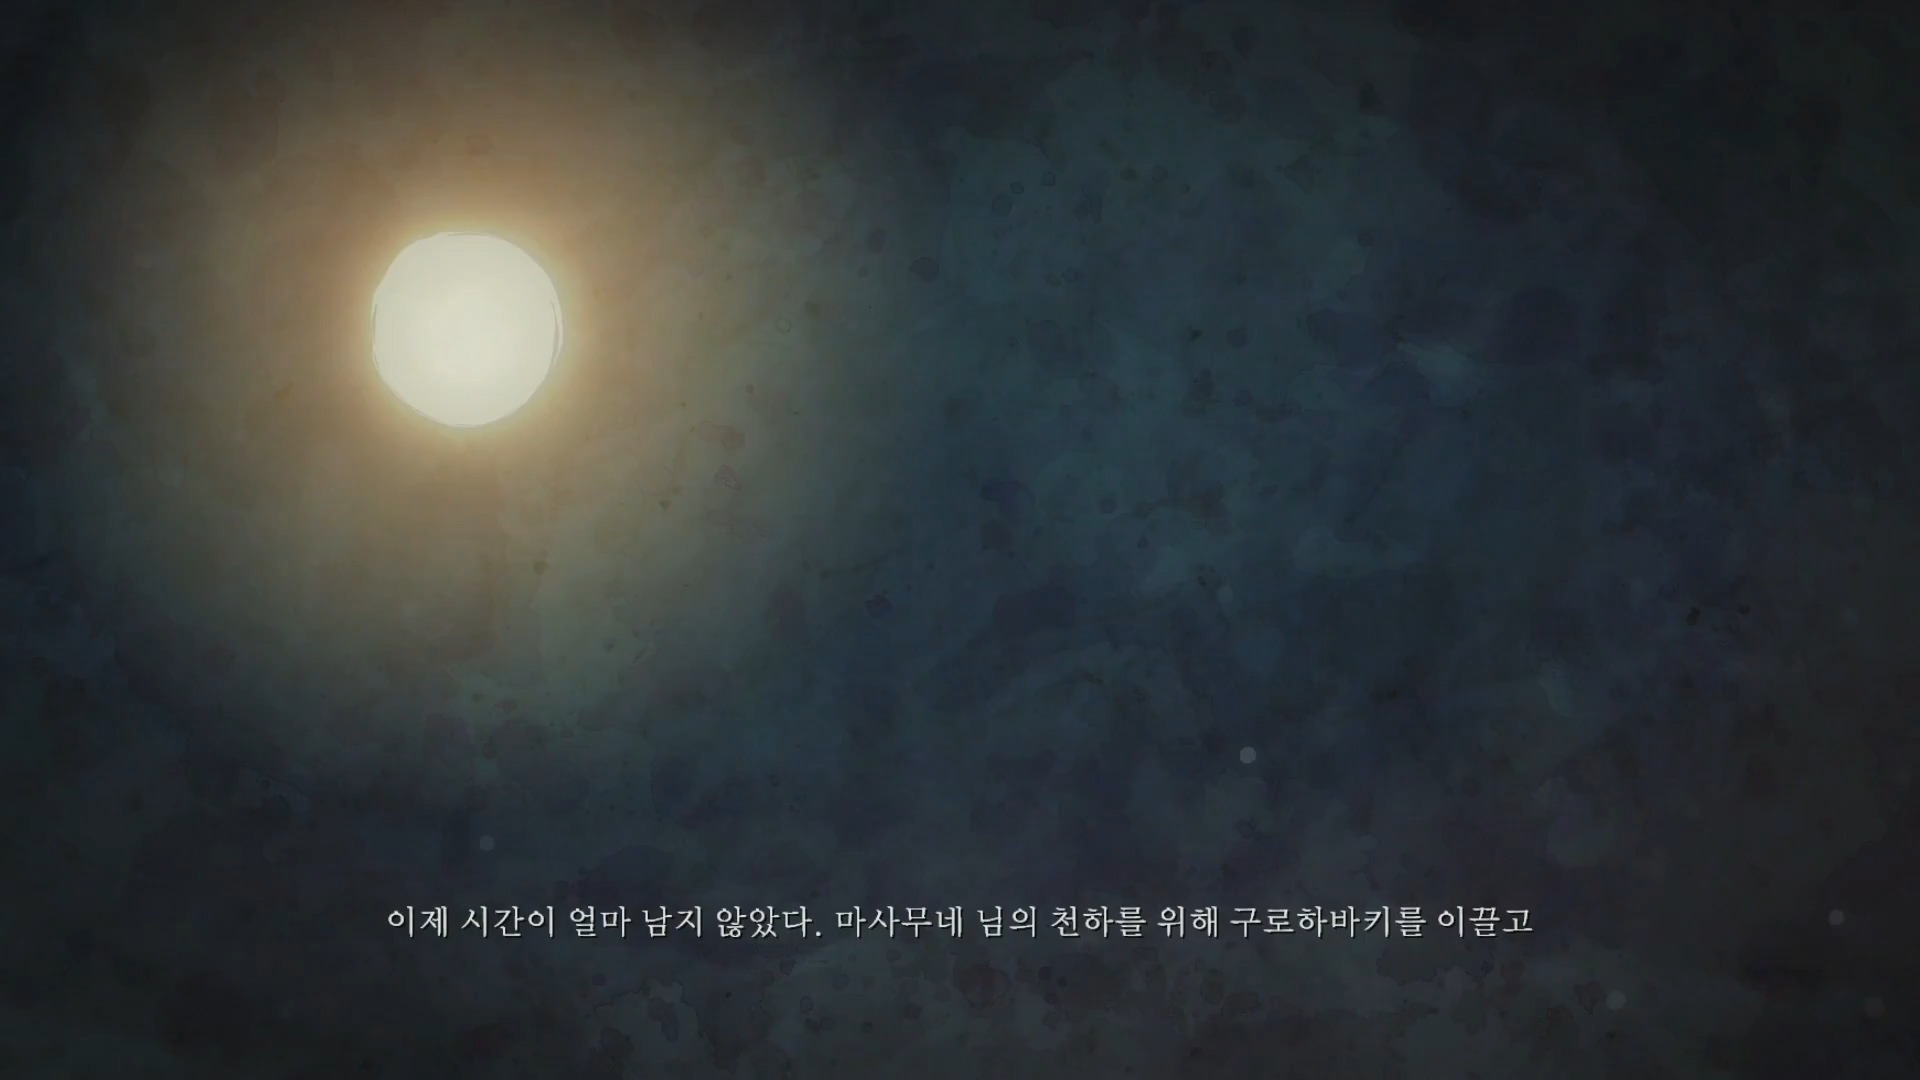 이제 시간이 얼마 남지 않았다. 마사무네 님의 천하를 위해 구로하바키를 이끌고